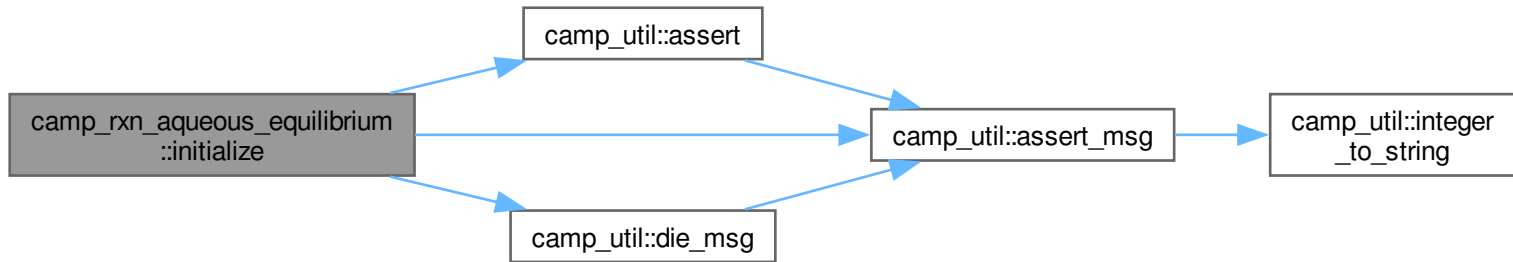 camp_rxn_aqueous_equilibrium
::initialize
camp_util::assert
camp_util::die_msg
camp_util::assert_msg
camp_util::integer
_to_string